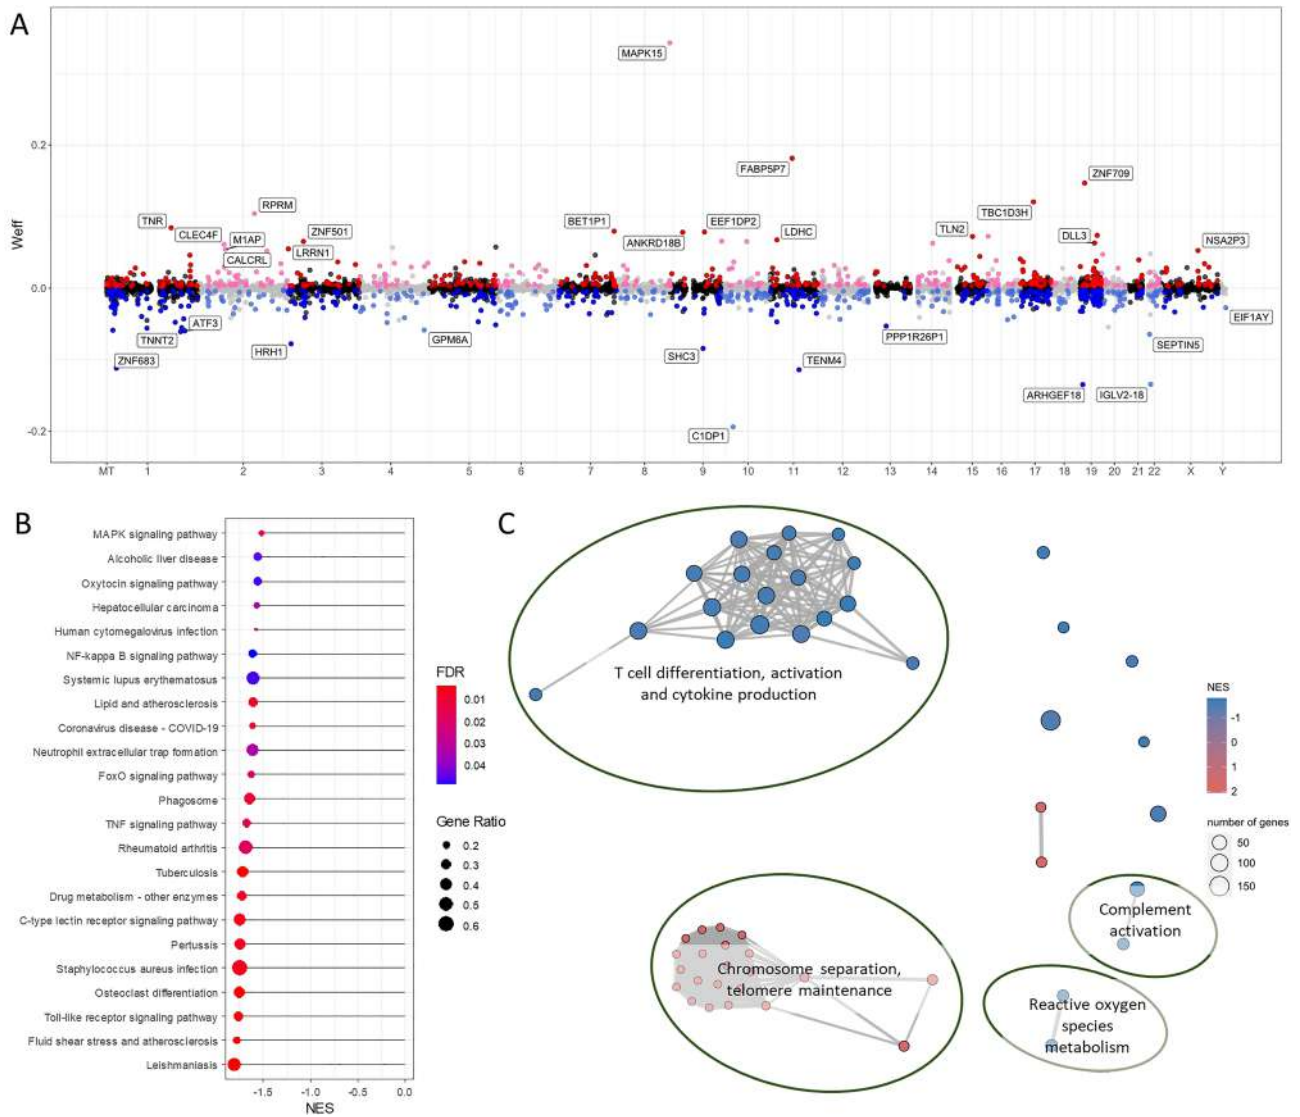 A
Weff
0.2
0.0
-0.2
MAPK15
FABP5P7
ZNF709
TBC1D3H
RPRM
TNR
CLEC4F
M1AP
ZNF501
CALCRL
LRRN1
BET1P1
ANKRD18B
EEF1DP2
LDHC
TLN2
DLL3
NSA2P3
EIF1AY
ATF3
TNNT2
ZNF683
HRH1
GPM6A
SHC3
TENM4
PPP1R26P1
SEPTIN5
ARHGEF18
IGLV2-18
C1DP1
MT 1 2 3 4 5 6 7 8 9 10 11 12 13 14 15 16 17 18 19 20 21 22 X Y
B
MAPK signaling pathway
Alcoholic liver disease
Oxytocin signaling pathway
Hepatocellular carcinoma
Human cytomegalovirus infection
NF-kappa B signaling pathway
Systemic lupus erythematosus
Lipid and atherosclerosis
Coronavirus disease - COVID-19
Neutrophil extracellular trap formation
FoxO signaling pathway
Phagosome
TNF signaling pathway
Rheumatoid arthritis
Tuberculosis
Drug metabolism - other enzymes
C-type lectin receptor signaling pathway
Pertussis
Staphylococcus aureus infection
Osteoclast differentiation
Toll-like receptor signaling pathway
Fluid shear stress and atherosclerosis
Leishmaniasis
-1.5 -1.0 -0.5 0.0
NES
FDR
0.01
0.02
0.03
0.04
Gene Ratio
0.2
0.3
0.4
0.5
0.6
C
T cell differentiation, activation
and cytokine production
Chromosome separation,
telomere maintenance
Complement
activation
Reactive oxygen
species
metabolism
NES
-1
0
1
2
number of genes
50
100
150